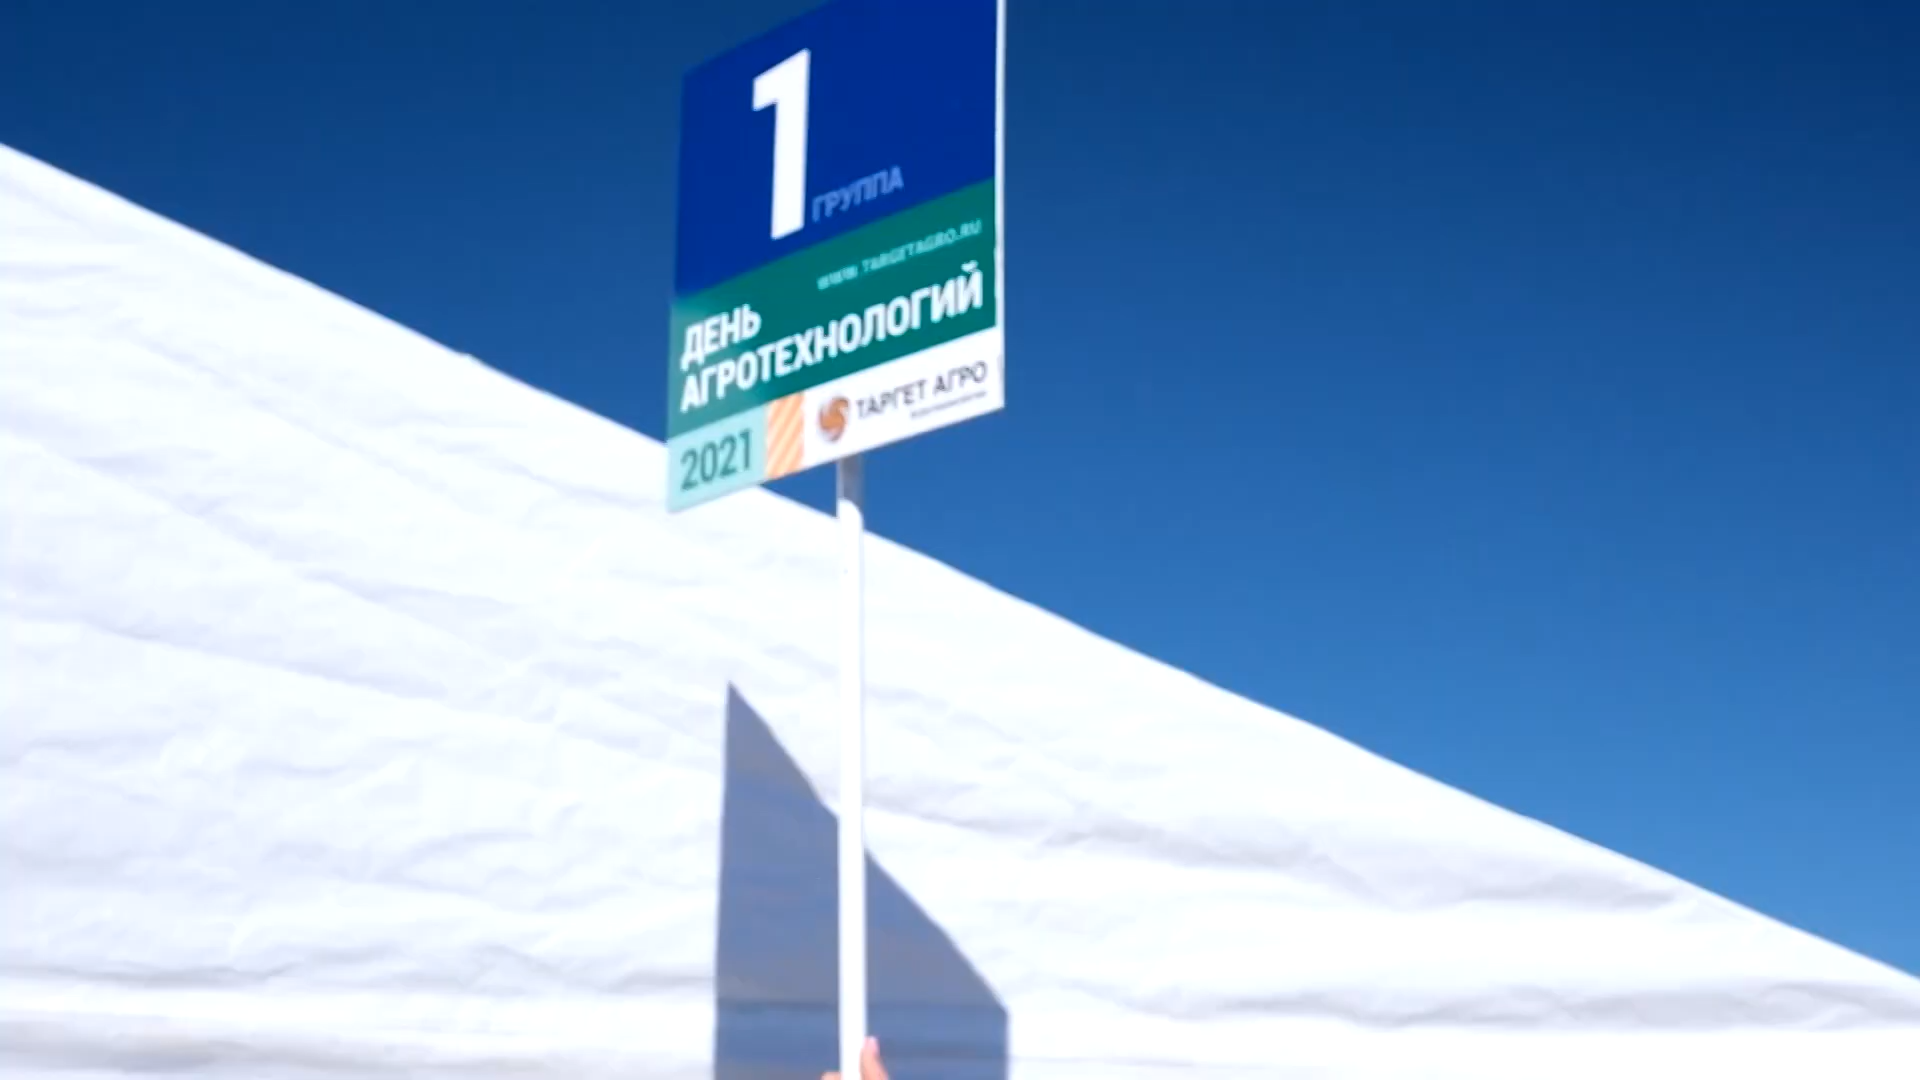 1
ГРУППА
WWW.TARGETAGRO.RU
ДЕНЬ
АГРОТЕХНОЛОГИЙ
2021
ТАРГЕТ АГРО